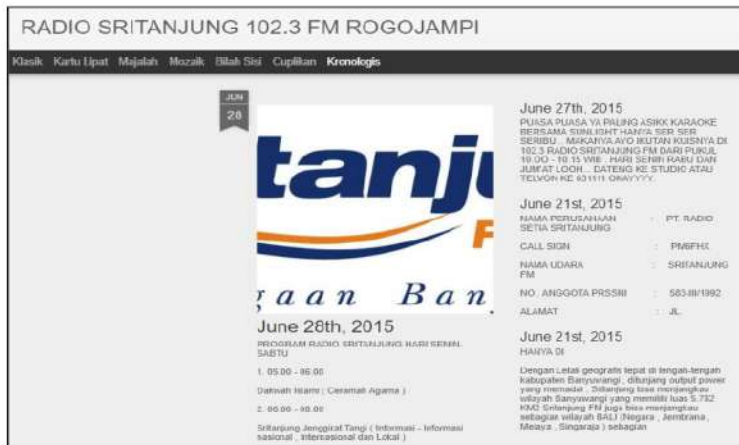 RADIO SRITANJUNG 102.3 FM ROGOJAMPI
Klasik Kartu Lipat Majalah Mozaik Bilah Sisi Cuplikan Kronologis
JUN
28
tanju
F
gaan Ban
June 28th, 2015
PROGRAM RADIO SRITANJUNG HARI SENIN-
SABTU
1. 05.00 - 06.00
Dakwah Islami ( Ceramah Agama )
2. 06.00 - 08.00
Sritanjung Jenggirat Tangi ( Informasi - Informasi
nasional , Internasional dan Lokal )
June 27th, 2015
PUASA PUASA YA PALING ASIKK KARAOKE
BERSAMA SUNLIGHT HANYA SER SER
SERIBU... MAKANYA AYO IKUTAN KUISNYA DI
102.3 RADIO SRITANJUNG FM DARI PUKUL
10.00 - 10.15 WIB . HARI SENIN RABU DAN
JUM'AT LOOH... DATENG KE STUDIO ATAU
TELVON KE OKAYYYY.
June 21st, 2015
NAMA PERUSAHAAN : PT. RADIO
SETIA SRITANJUNG
CALL SIGN : PM6FHX
NAMA UDARA : SRITANJUNG
FM
NO. ANGGOTA PRSSNI : 583-III/1992
ALAMAT : JL.
June 21st, 2015
HANYA DI
Dengan Letak geografis tepat di tengah-tengah
kabupaten Banyuwangi , ditunjang output power
yang memadai , Sritanjung bisa menjangkau
wilayah Banyuwangi yang memiliki luas 5.782
KM2 Sritanjung FM juga bisa menjangkau
sebagian wilayah BALI (Negara , Jembrana ,
Melaya , Singaraja ) sebagian